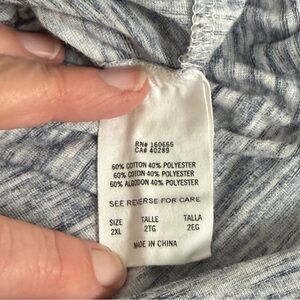 RN# 160666
CA# 40289
60% COTTON 40% POLYESTER
60% COTON 40% POLYESTER
60% ALGODON 40% POLYESTER
SEE REVERSE FOR CARE
SIZE TALLE TALLA
2XL 2TG 2EG
MADE IN CHINA